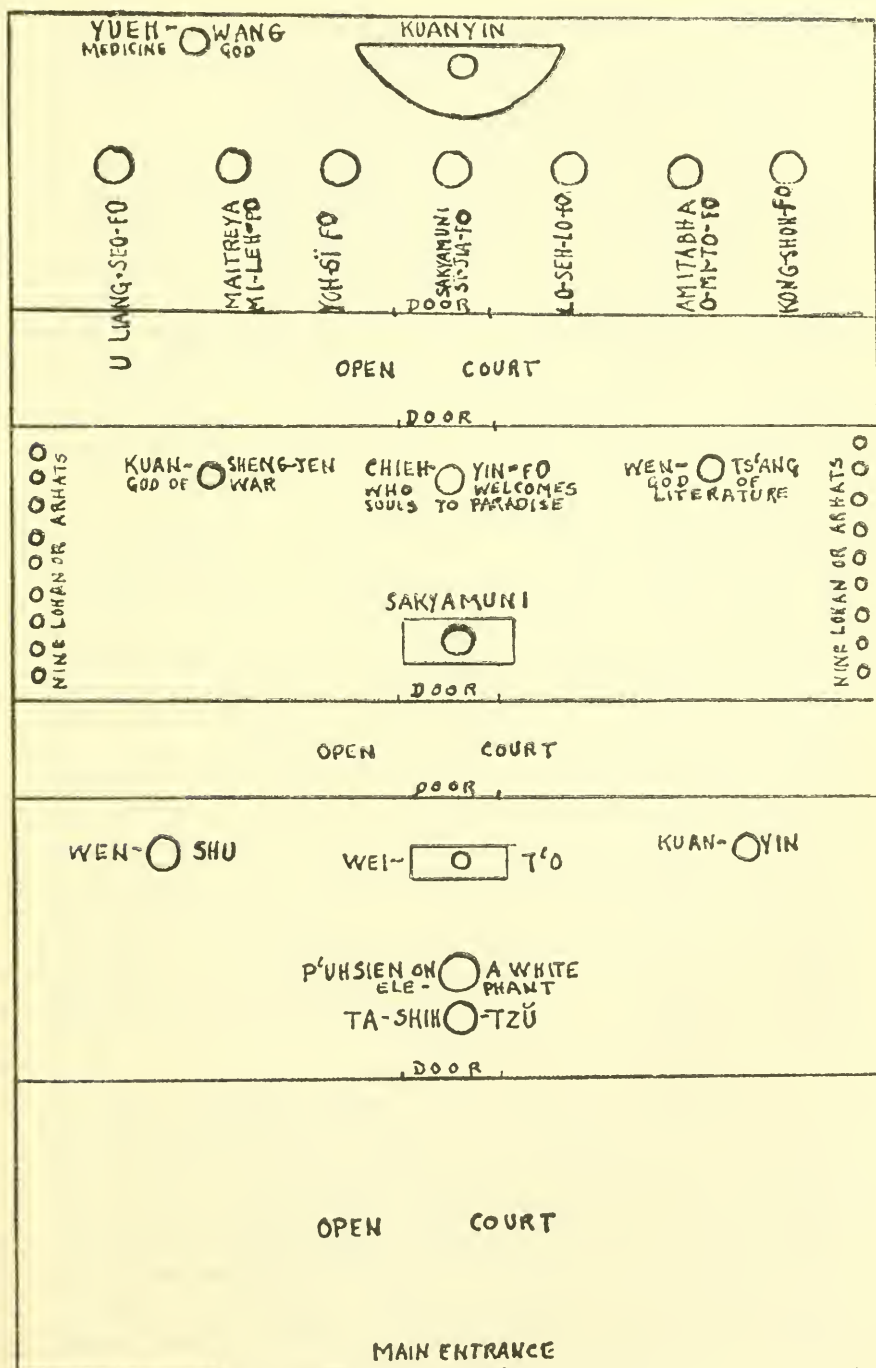 YUEH- WANG
MEDICINE GOD
KUANYIN
U LIANG-SEO-FO
MAITREYA
MI-LEH-FO
YOH-SÏ FO
SAKYAMUNI
SI-JIA-FO
LO-SEH-LO-FO
AMITABHA
O-MI-TO-FO
KONG-SHOH-FO
DOOR
OPEN COURT
DOOR
NINE LOHAN OR ARHATS
KUAN- SHENG-TEN
GOD OF WAR
CHIEH- YIN-FO
WHO WELCOMES
SOULS TO PARADISE
WEN- TS'ANG
GOD OF
LITERATURE
NINE LOHAN OR ARHATS
SAKYAMUNI
DOOR
OPEN COURT
DOOR
WEN- SHU
WEI- T'O
KUAN- YIN
P'UHSIEN ON A WHITE
ELE- PHANT
TA-SHIH -TZŬ
DOOR
OPEN COURT
MAIN ENTRANCE